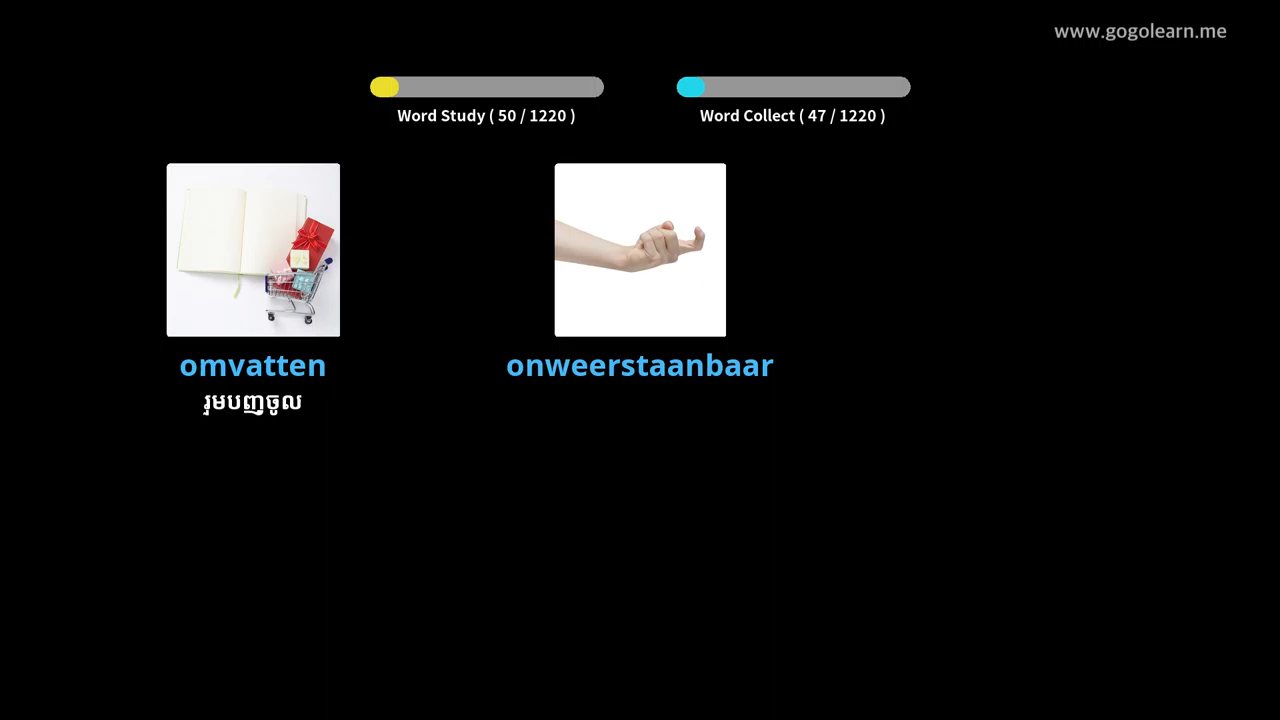 www.gogolearn.me
Word Study ( 50 / 1220 )
Word Collect ( 47 / 1220 )
omvatten
onweerstaanbaar
រួមបញ្ចូល